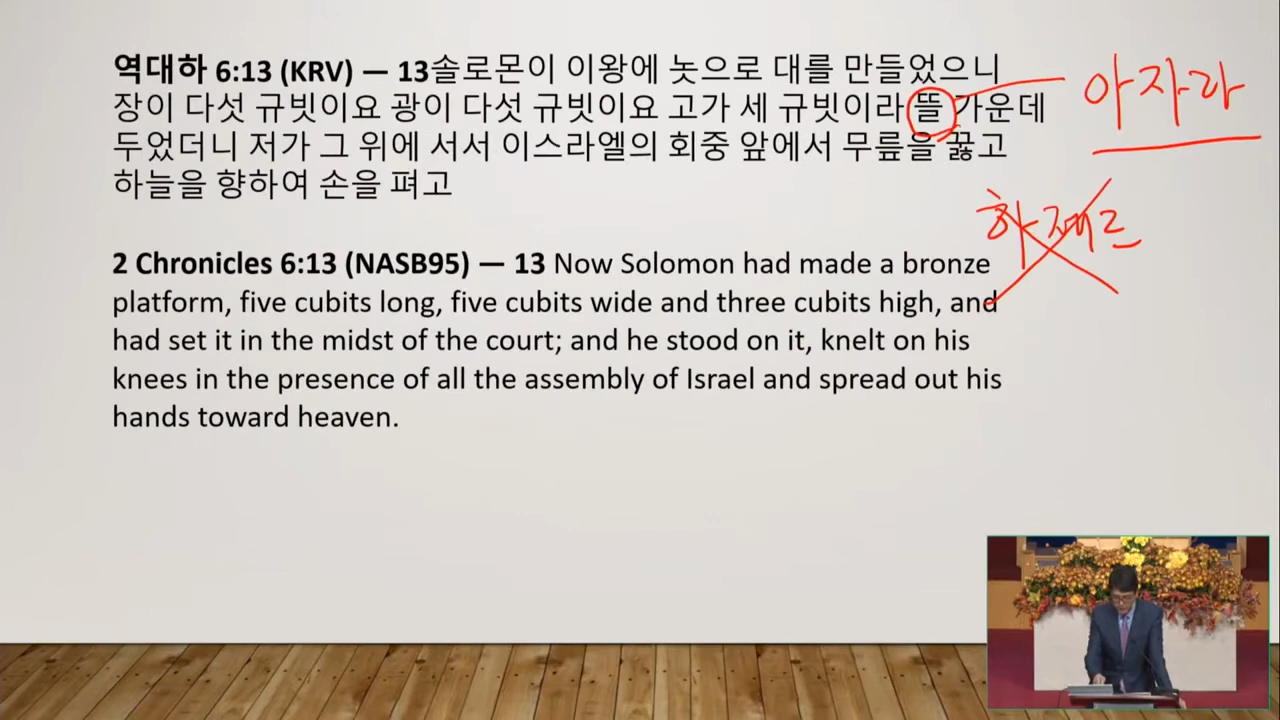 역대하 6:13 (KRV) — 13솔로몬이 이왕에 놋으로 대를 만들었으니
장이 다섯 규빗이요 광이 다섯 규빗이요 고가 세 규빗이라 뜰 가운데
두었더니 저가 그 위에 서서 이스라엘의 회중 앞에서 무릎을 꿇고
하늘을 향하여 손을 펴고
아자라
하제르
2 Chronicles 6:13 (NASB95) — 13 Now Solomon had made a bronze
platform, five cubits long, five cubits wide and three cubits high, and
had set it in the midst of the court; and he stood on it, knelt on his
knees in the presence of all the assembly of Israel and spread out his
hands toward heaven.